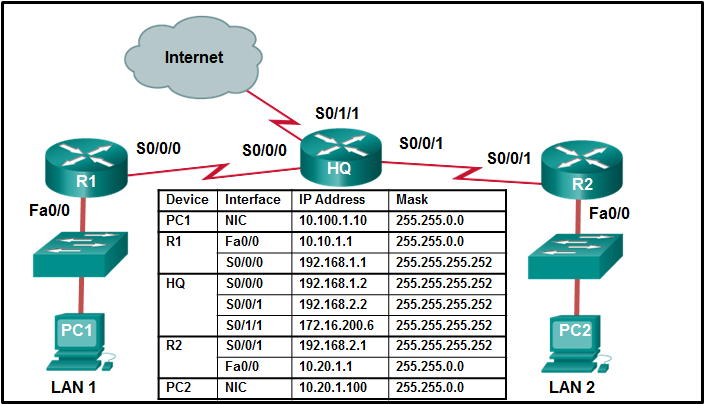 Internet
S0/1/1
S0/0/0
S0/0/0
S0/0/1
S0/0/1
HQ
R1
R2
Fa0/0
Fa0/0
Device Interface IP Address Mask
PC1 NIC 10.100.1.10 255.255.0.0
R1 Fa0/0 10.10.1.1 255.255.0.0
S0/0/0 192.168.1.1 255.255.255.252
HQ S0/0/0 192.168.1.2 255.255.255.252
S0/0/1 192.168.2.2 255.255.255.252
S0/1/1 172.16.200.6 255.255.255.252
R2 S0/0/1 192.168.2.1 255.255.255.252
Fa0/0 10.20.1.1 255.255.0.0
PC2 NIC 10.20.1.100 255.255.0.0
PC1
PC2
LAN 1
LAN 2